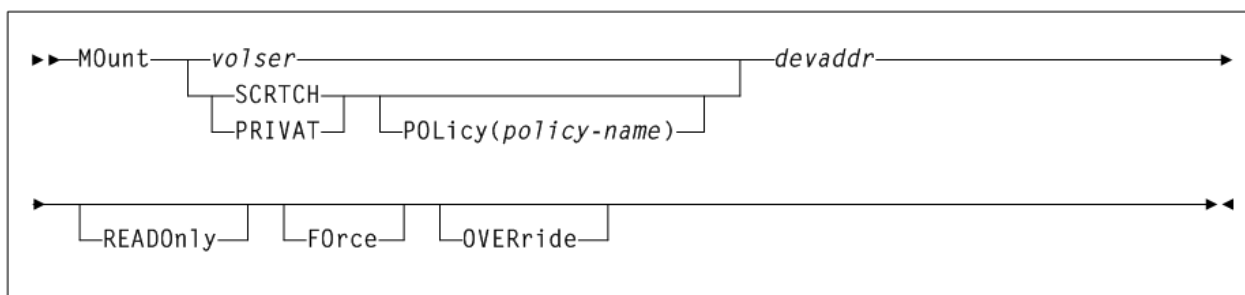 MOunt volser devaddr
SCRTCH
PRIVAT POLicy(policy-name)
READOnly FOrce OVERride